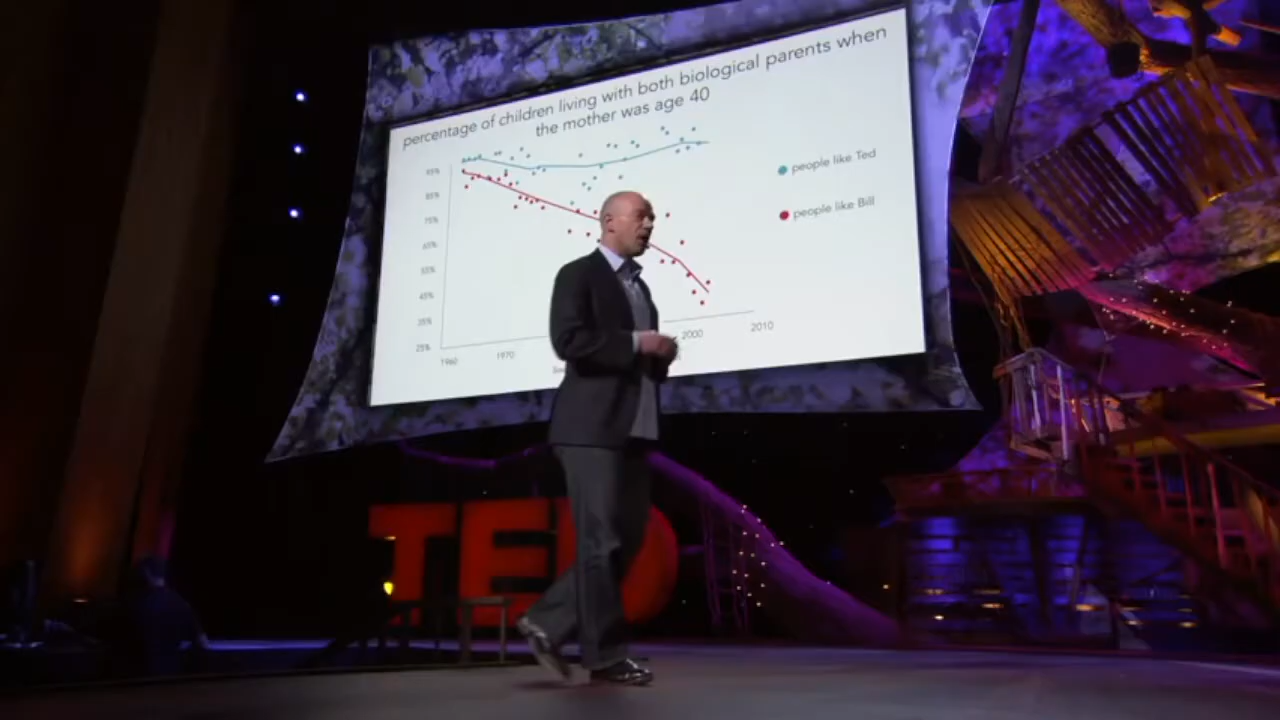 percentage of children living with both biological parents when
the mother was age 40
95%
85%
75%
65%
55%
45%
35%
25%
1960
1970
2000
2010
people like Ted
people like Bill
TED